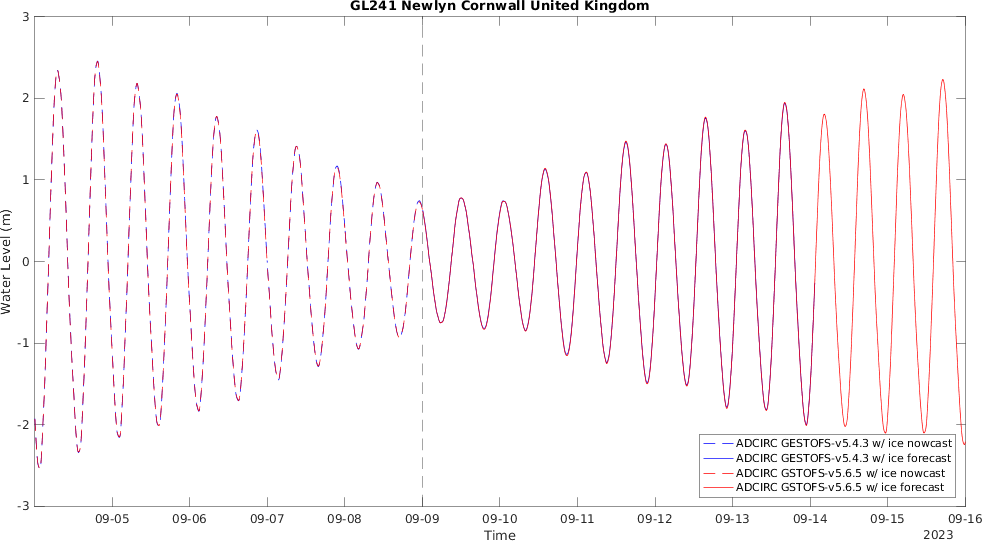 GL241 Newlyn Cornwall United Kingdom
3
2
1
0
-1
-2
-3
Water Level (m)
ADCIRC GESTOFS-v5.4.3 w/ ice nowcast
ADCIRC GESTOFS-v5.4.3 w/ ice forecast
ADCIRC GSTOFS-v5.6.5 w/ ice nowcast
ADCIRC GSTOFS-v5.6.5 w/ ice forecast
09-05 09-06 09-07 09-08 09-09 09-10 09-11 09-12 09-13 09-14 09-15 09-16
Time 2023